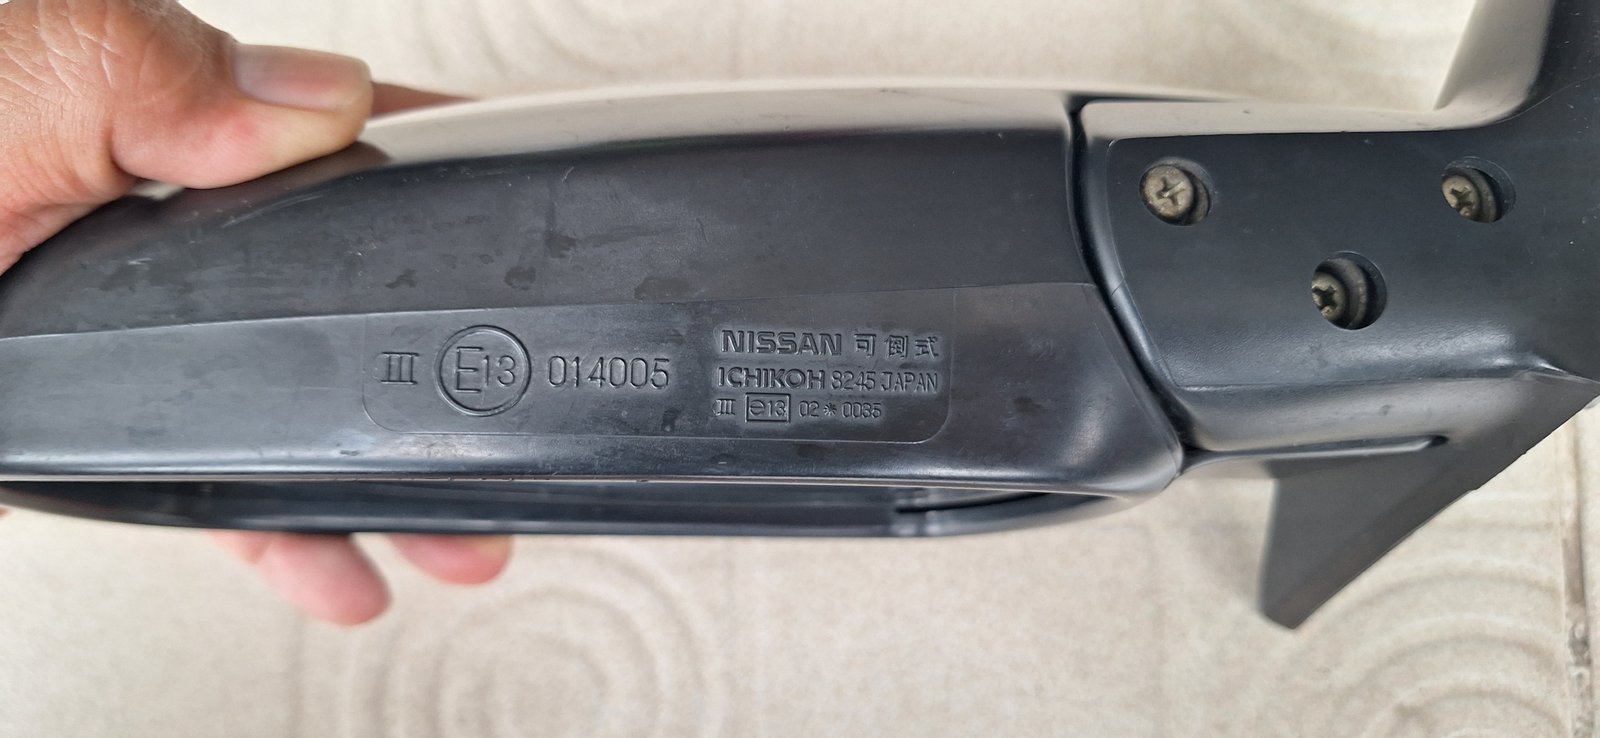 III E13 014005
NISSAN 可倒式
ICHIKOH 8245 JAPAN
III e13 02*0035